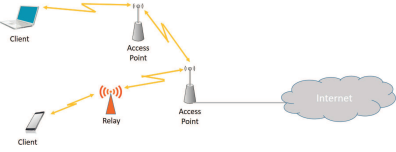 Client
Access
Point
Internet
Access
Point
Relay
Client